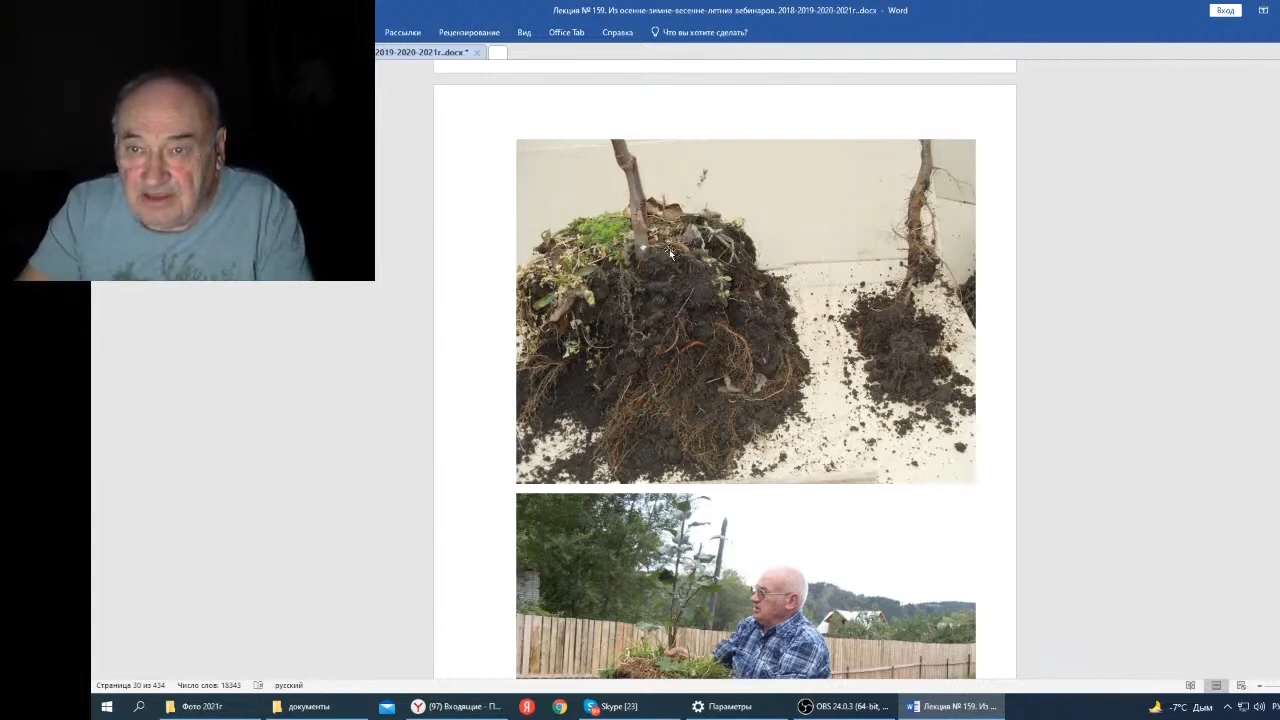 Лекция № 159. Из осенне-зимне-весенне-летних вебинаров. 2018-2019-2020-2021г..docx - Word
Вход
Рассылки Рецензирование Вид Office Tab Справка Что вы хотите сделать?
2019-2020-2021г..docx *
Страница 30 из 434 Число слов: 18343 русский
Фото 2021г документы (97) Входящие - П... Skype [23] Параметры OBS 24.0.3 (64-bit, ... Лекция № 159. Из ... -7°C Дым